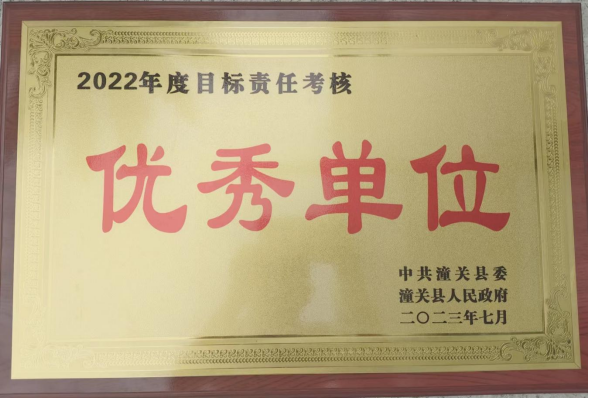 2022年度目标责任考核
优秀单位
中共潼关县委
潼关县人民政府
二〇二三年七月